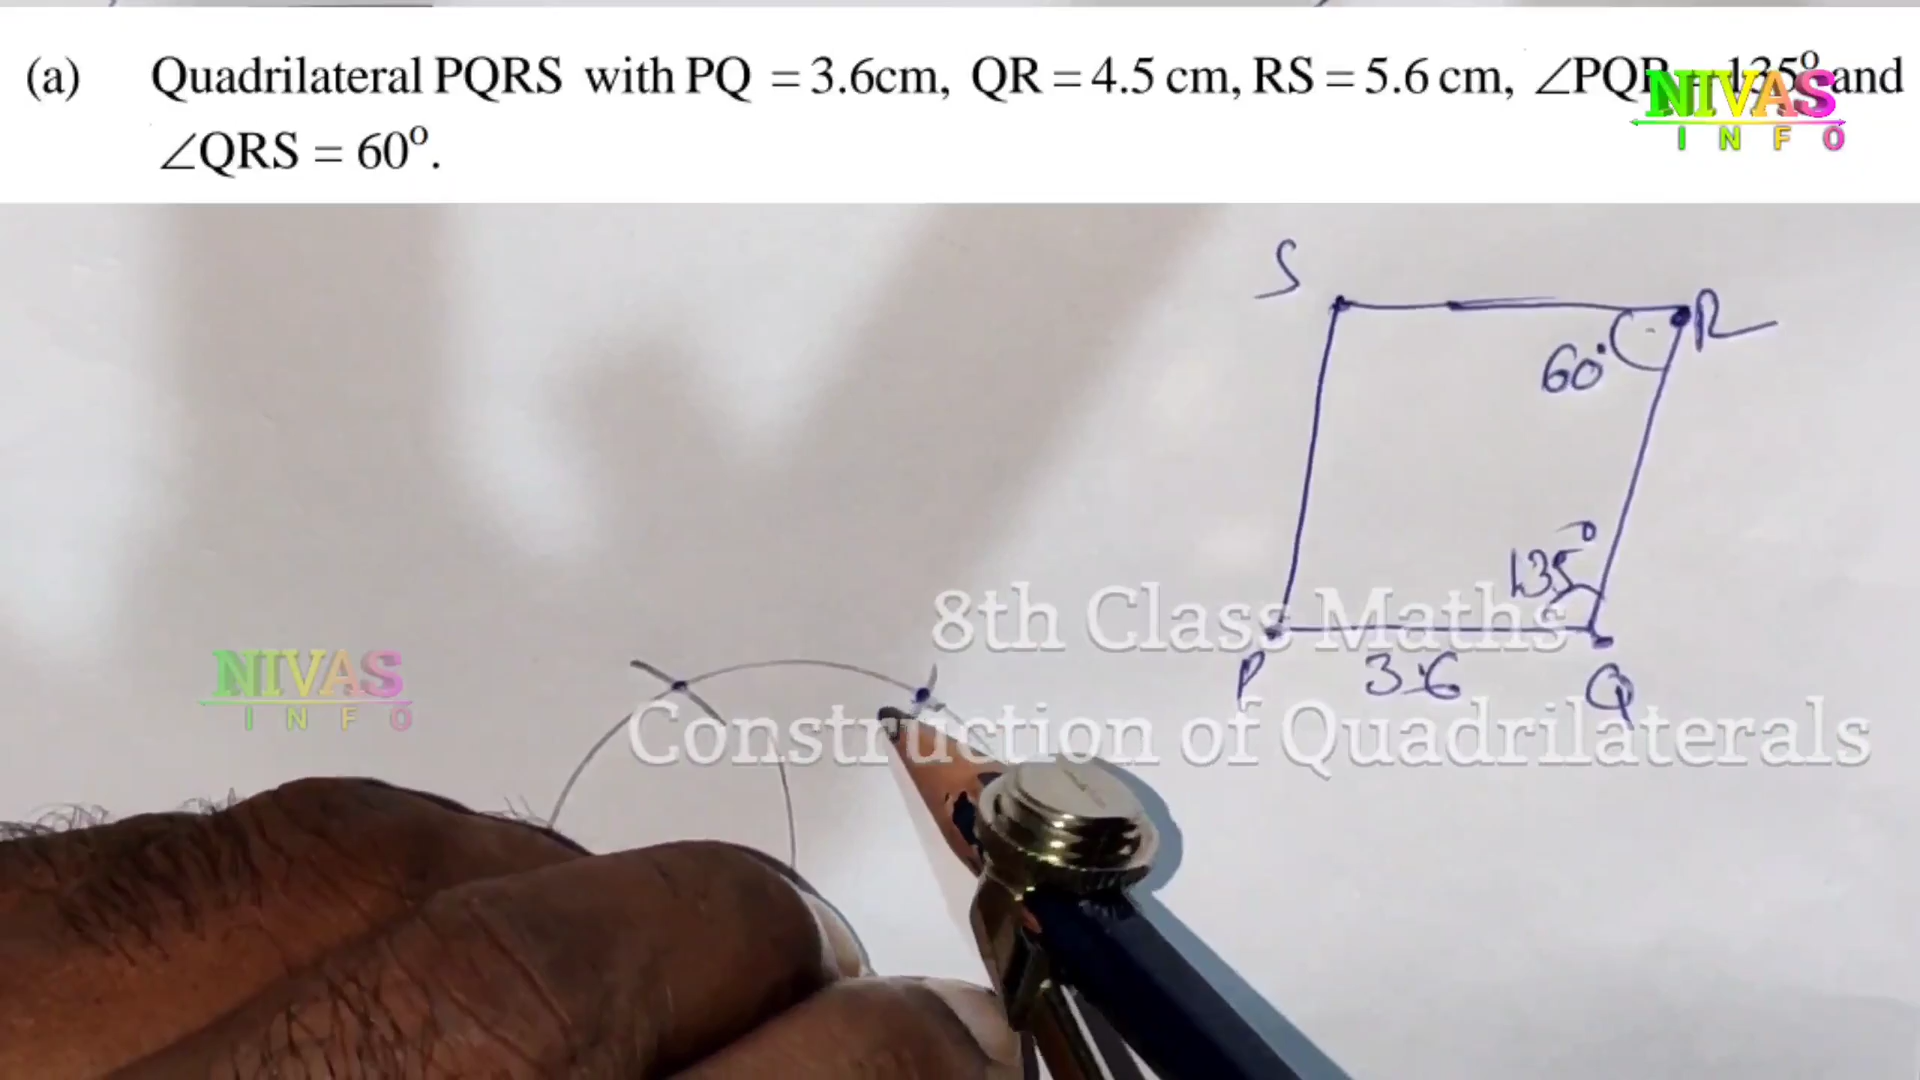 (a) Quadrilateral PQRS with PQ = 3.6cm, QR = 4.5 cm, RS = 5.6 cm, ∠PQR = 135° and
∠QRS = 60°.
NIVAS
INFO
S
R
60°
135°
8th Class Maths
P
3.6
Q
NIVAS
INFO
Construction of Quadrilaterals